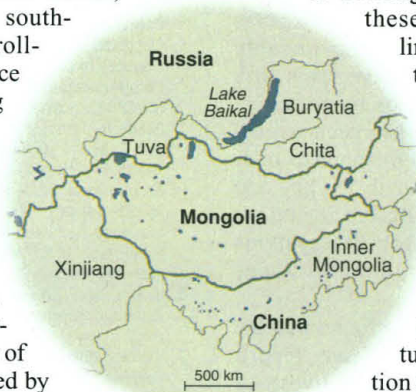 south-
roll-
ce
g
-
of
ed by
these
lin
t
tu
tion
Russia
Lake
Baikal
Buryatia
Tuva
Chita
Mongolia
Xinjiang
Inner
Mongolia
China
500 km